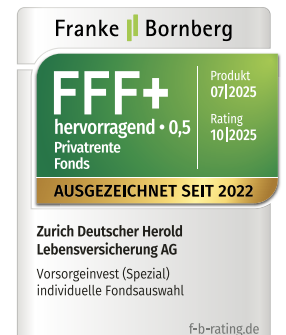 Franke Bornberg
FFF+
hervorragend • 0,5
Privatrente
Fonds
Produkt
07|2025
Rating
10|2025
AUSGEZEICHNET SEIT 2022
Zurich Deutscher Herold
Lebensversicherung AG
Vorsorgeinvest (Spezial)
individuelle Fondsauswahl
f-b-rating.de